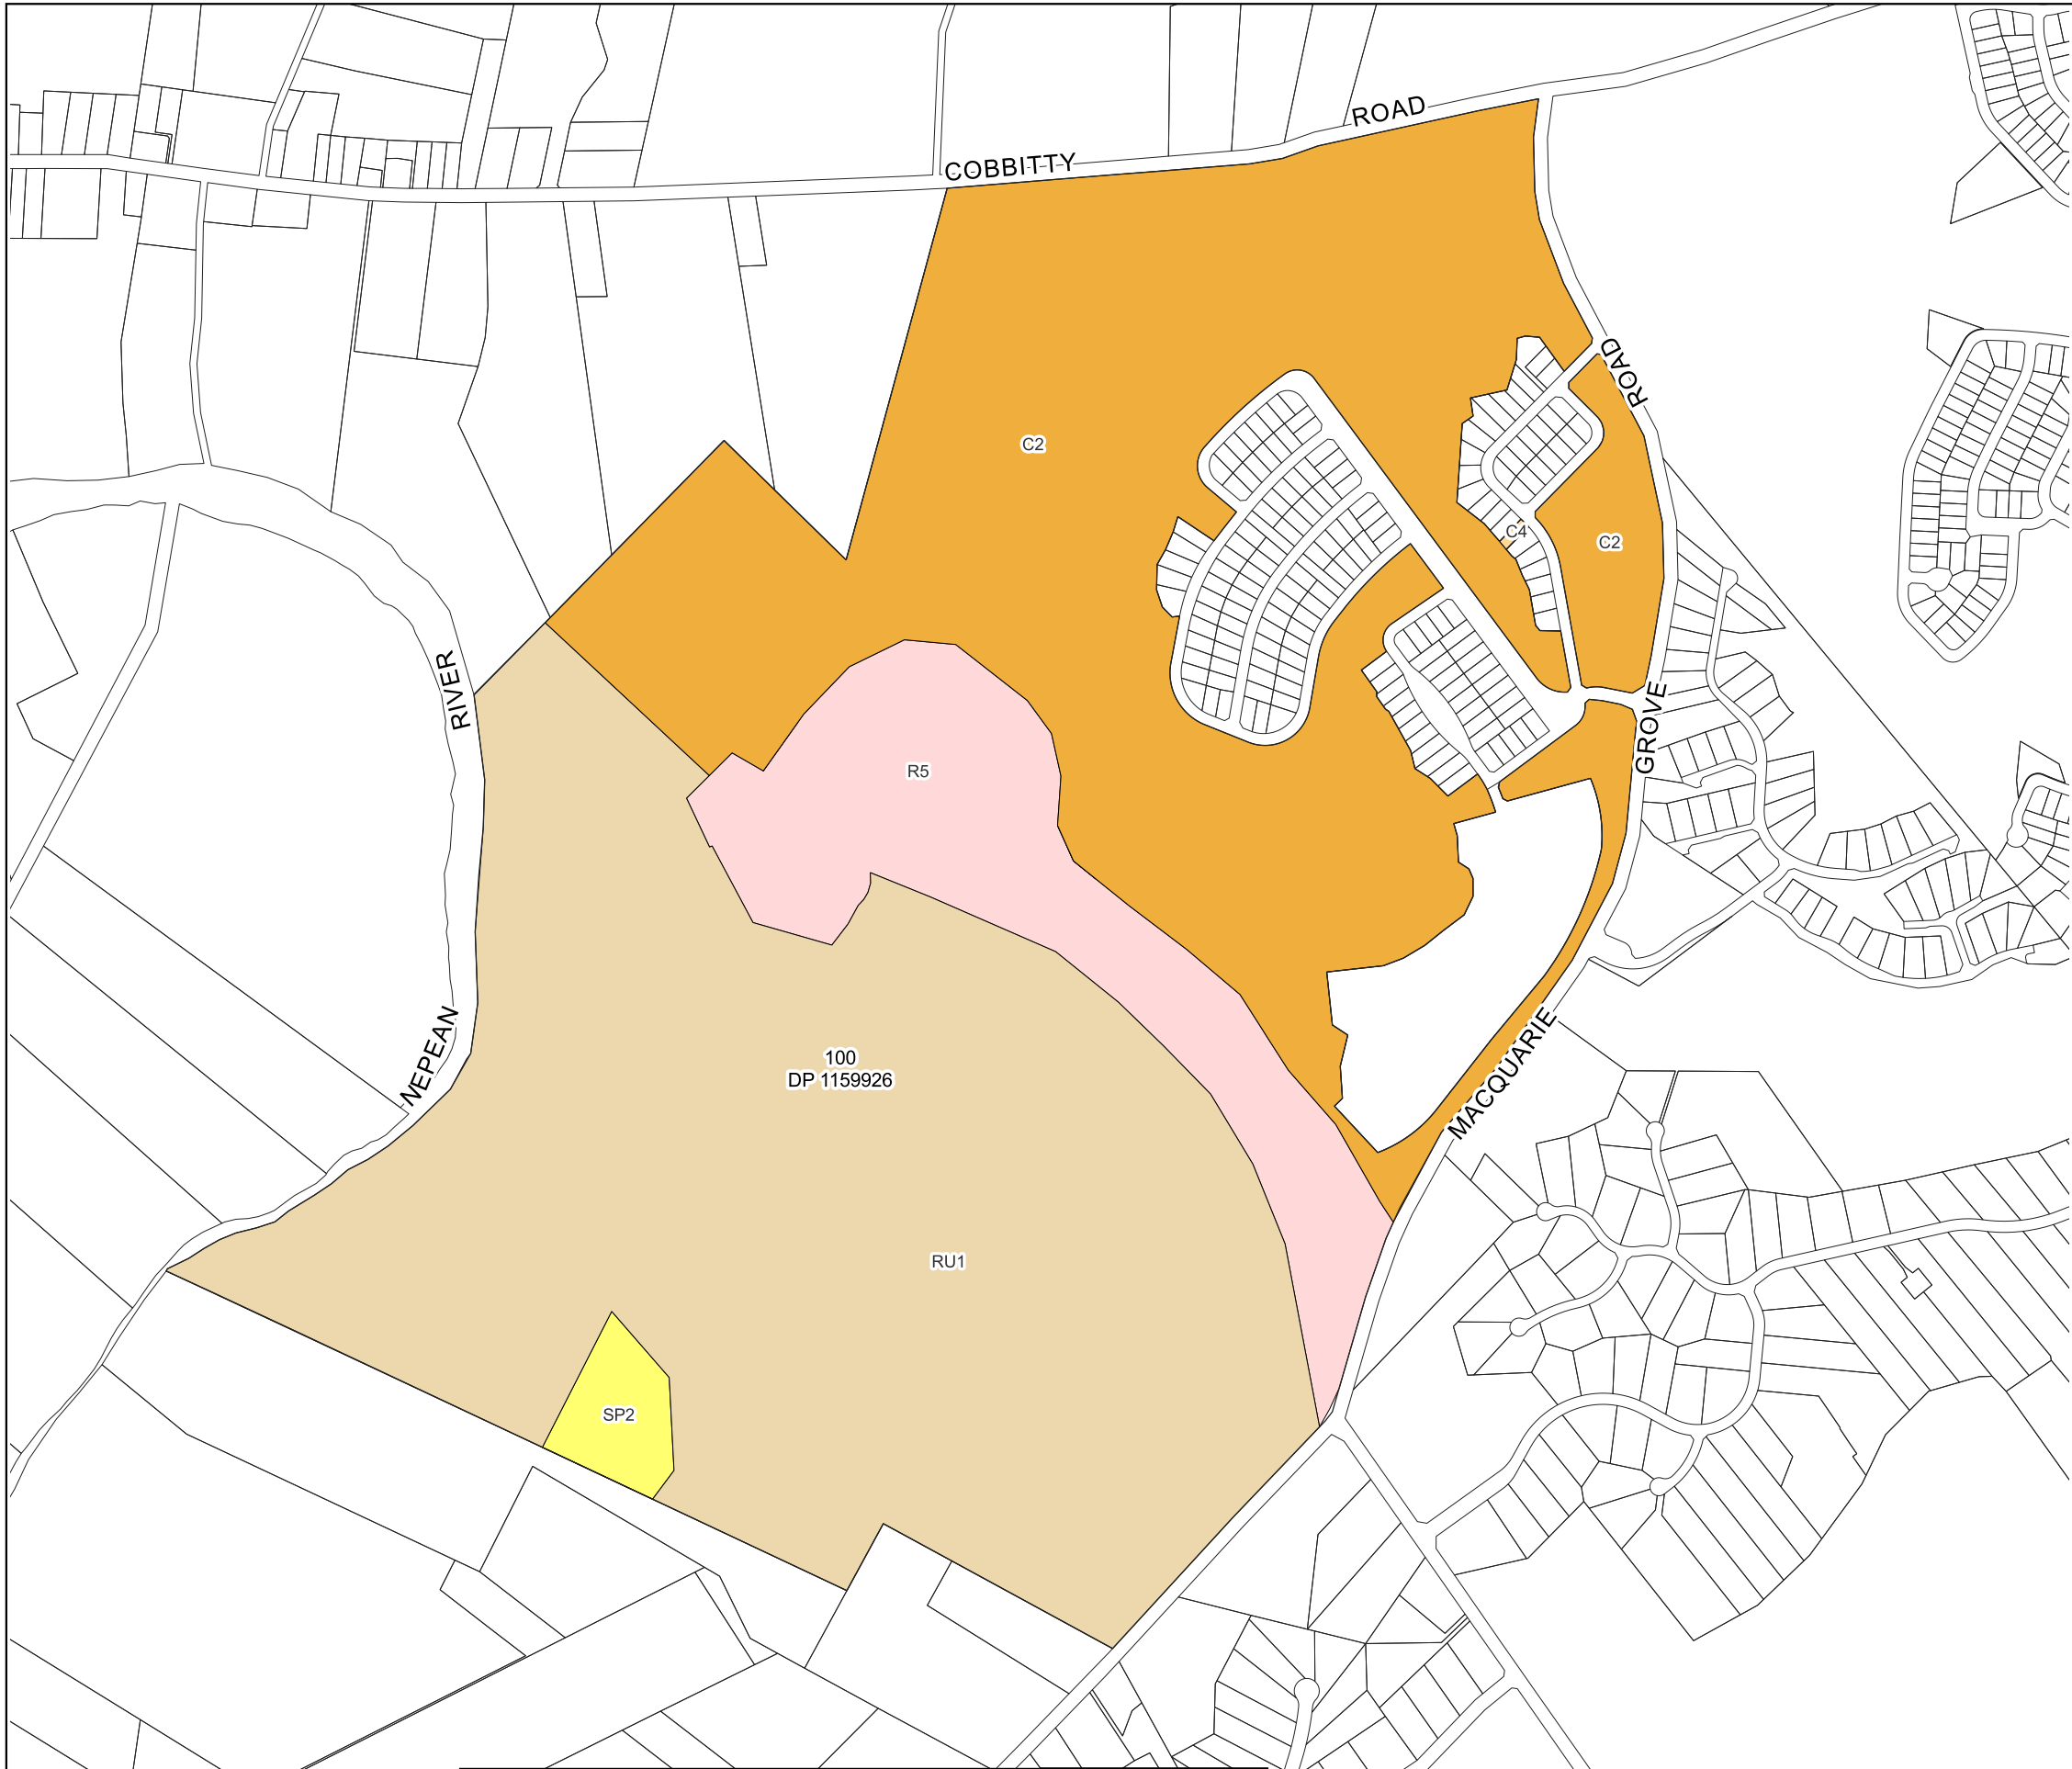 ROAD
COBBITTY
ROAD
C2
C4
C2
RIVER
GROVE
R5
NEPEAN
MACQUARIE
100
DP 1159926
RU1
SP2